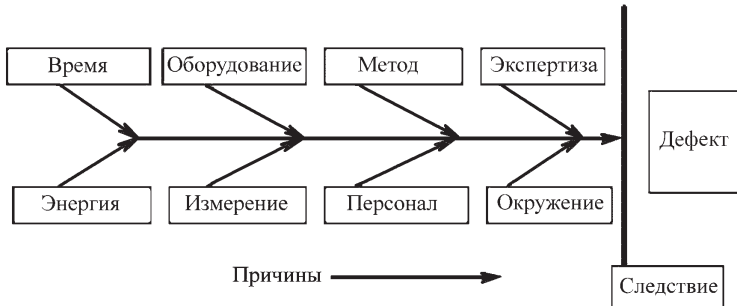 Время
Оборудование
Метод
Экспертиза
Дефект
Энергия
Измерение
Персонал
Окружение
Причины
Следствие